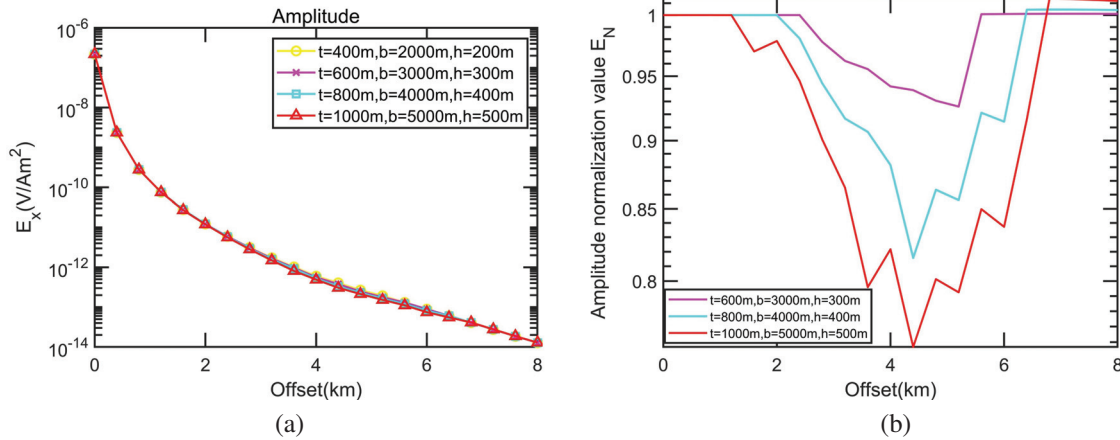 Amplitude
10^-6
10^-8
10^-10
10^-12
10^-14
E_x(V/Am^2)
t=400m,b=2000m,h=200m
t=600m,b=3000m,h=300m
t=800m,b=4000m,h=400m
t=1000m,b=5000m,h=500m
0 2 4 6 8
Offset(km)
(a)
1
0.95
0.9
0.85
0.8
Amplitude normalization value E_N
t=600m,b=3000m,h=300m
t=800m,b=4000m,h=400m
t=1000m,b=5000m,h=500m
0 2 4 6 8
Offset(km)
(b)